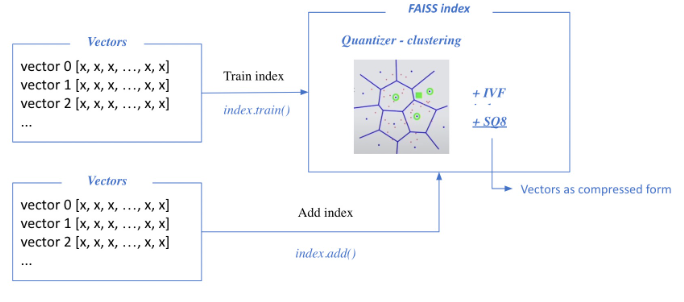 FAISS index
Vectors
vector 0 [x, x, x, …, x, x]
vector 1 [x, x, x, …, x, x]
vector 2 [x, x, x, …, x, x]
...
Train index
index.train()
Quantizer - clustering
+ IVF
+ SQ8
Vectors as compressed form
Vectors
vector 0 [x, x, x, …, x, x]
vector 1 [x, x, x, …, x, x]
vector 2 [x, x, x, …, x, x]
...
Add index
index.add()